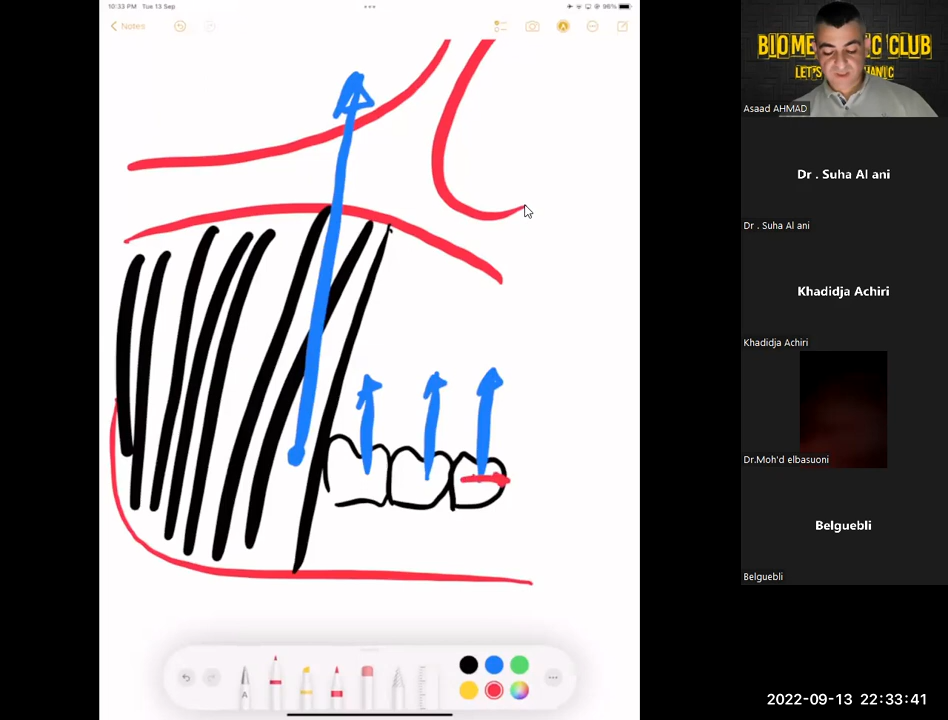 10:33 PM Tue 13 Sep
96%
Notes
A
A
BIOME IC CLUB
LET'S ANIC
Asaad AHMAD
Dr . Suha Al ani
Dr . Suha Al ani
Khadidja Achiri
Khadidja Achiri
Dr.Moh'd elbasuoni
Belguebli
Belguebli
2022-09-13 22:33:41